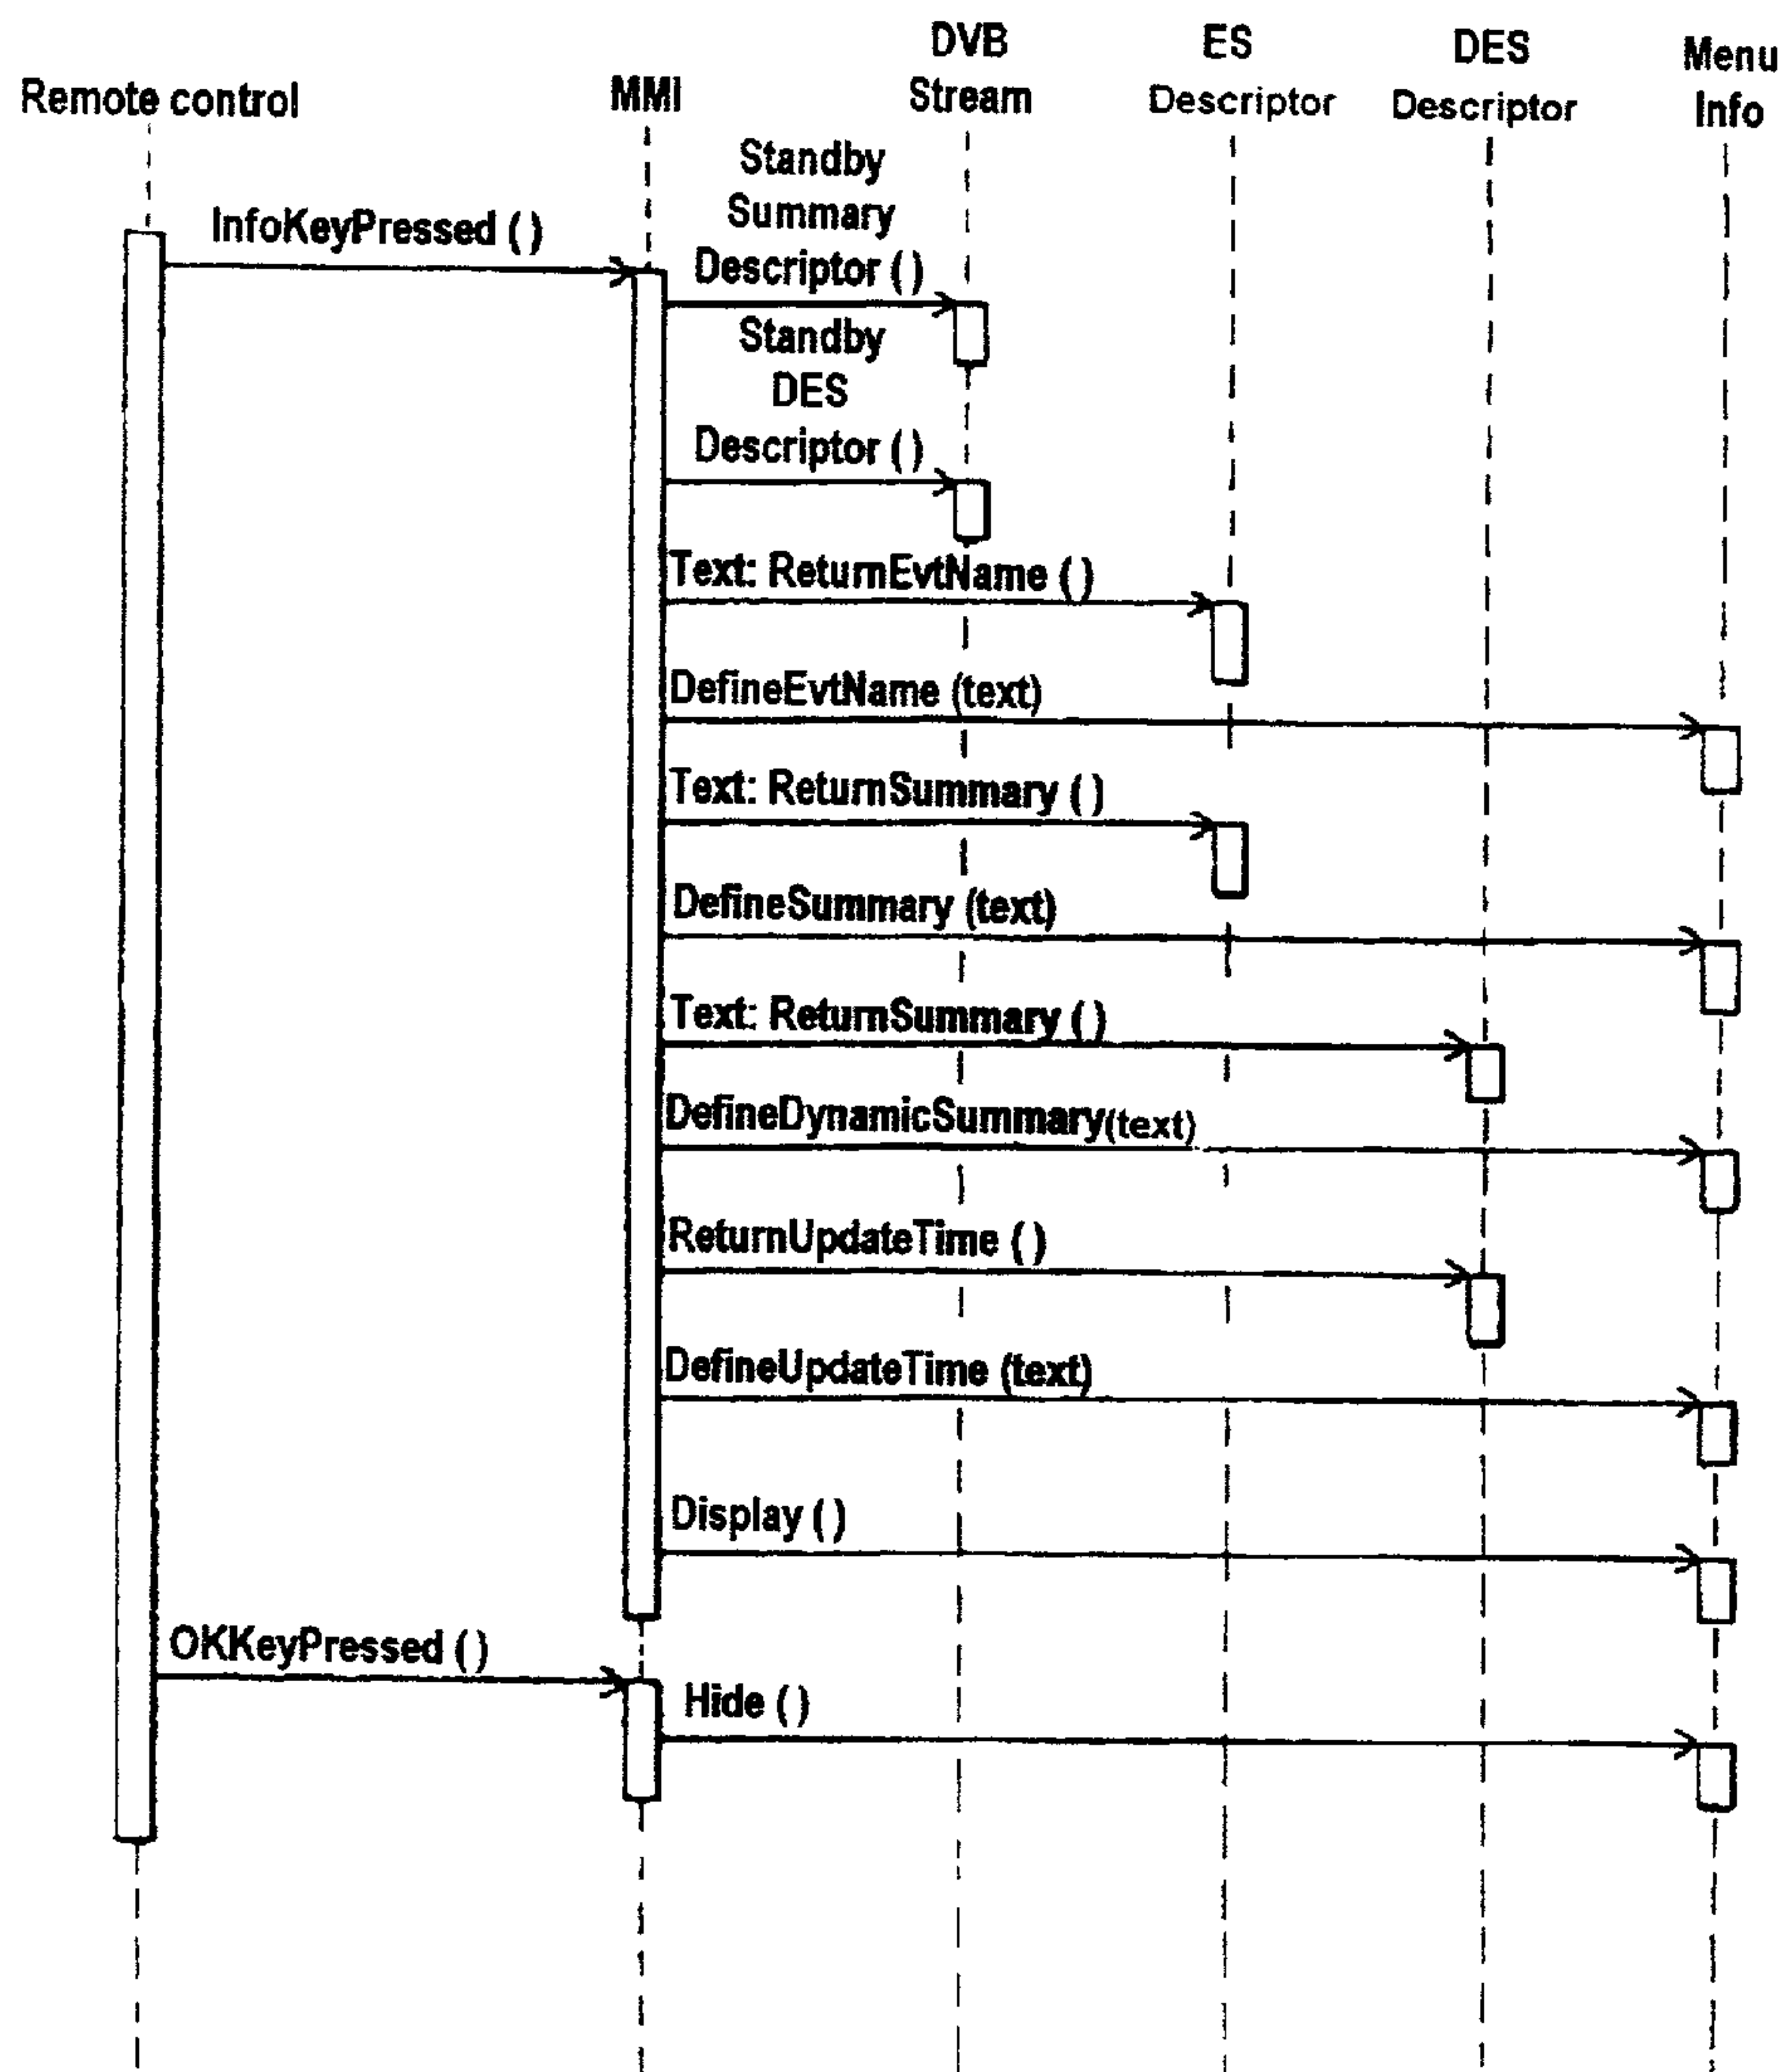 DVB
ES
DES
Menu
Remote control
MMI
Stream
Descriptor
Descriptor
Info
Standby
Summary
InfoKeyPressed ( )
Descriptor ( )
Standby
DES
Descriptor ( )
Text: ReturnEvtName ( )
DefineEvtName (text)
Text: ReturnSummary ( )
DefineSummary (text)
Text: ReturnSummary ( )
DefineDynamicSummary(text)
ReturnUpdateTime ( )
DefineUpdateTime (text)
Display ( )
OKKeyPressed ( )
Hide ( )